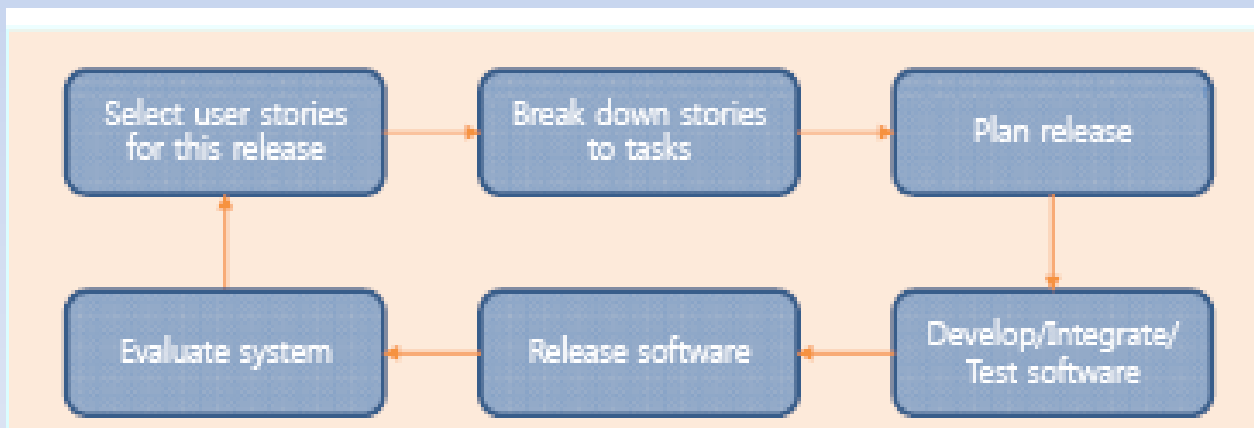 Select user stories
for this release
Break down stories
to tasks
Plan release
Evaluate system
Release software
Develop/Integrate/
Test software